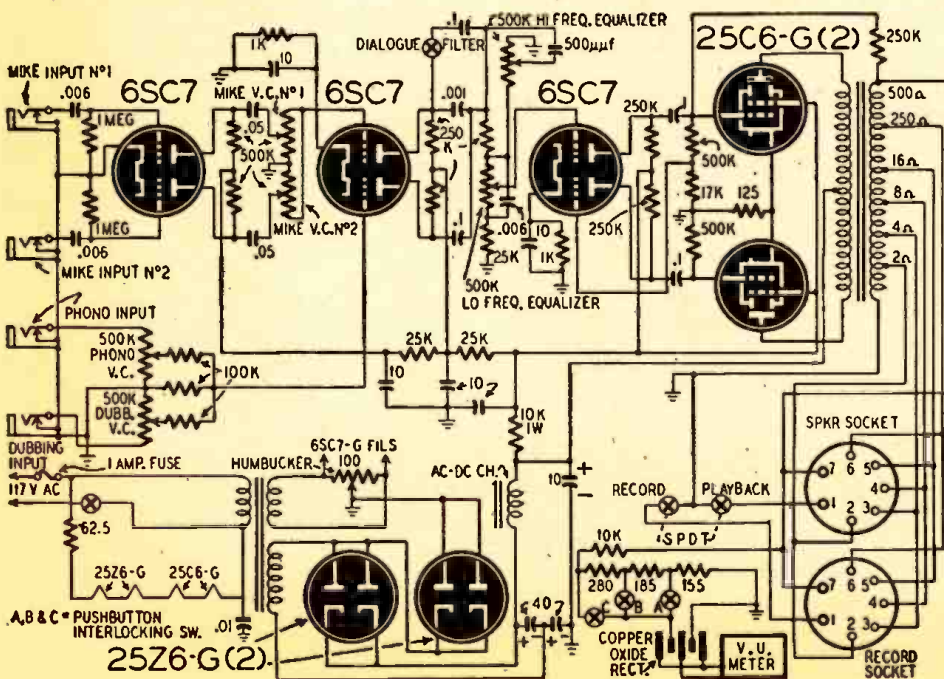 500K HI FREQ. EQUALIZER
.1
25C6-G(2)
DIALOGUE
FILTER
500µµf
250K
1K
10
MIKE INPUT Nº1
6SC7
MIKE V.C. Nº1
6SC7
6SC7
.006
.001
500Ω
250Ω
1 MEG
.05
250K
250 K
500K
500K
16Ω
8Ω
17K
125
4Ω
2Ω
250K
500K
1 MEG
.006
.05
MIKE V.C. Nº2
.1
.006
10
1K
25K
.1
MIKE INPUT Nº2
500K
LO FREQ. EQUALIZER
PHONO INPUT
500K
PHONO
V.C.
100K
500K
DUBB.
V.C.
25K
25K
10
10
10K
1W
DUBBING
INPUT
1 AMP. FUSE
117 V AC
HUMBUCKER
6SC7-G FILS
100
AC-DC CH.
10
+
-
SPKR SOCKET
7
6
5
4
3
2
1
RECORD
PLAYBACK
SPDT
62.5
10K
280
185
155
C
B
A
25Z6-G
25C6-G
A, B & C = PUSHBUTTON
INTERLOCKING SW.
.01
25Z6-G(2)
40
+
+
COPPER
OXIDE
RECT.
V.U.
METER
7
6
5
4
3
2
1
RECORD
SOCKET